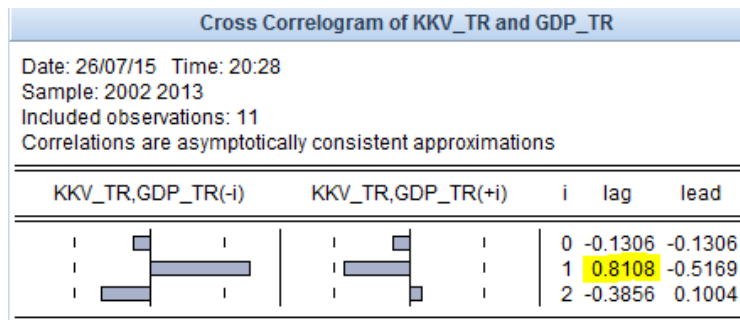 Cross Correlogram of KKV_TR and GDP_TR
Date: 26/07/15 Time: 20:28
Sample: 2002 2013
Included observations: 11
Correlations are asymptotically consistent approximations
KKV_TR,GDP_TR(-i) KKV_TR,GDP_TR(+i) i lag lead
0 -0.1306 -0.1306
1 0.8108 -0.5169
2 -0.3856 0.1004